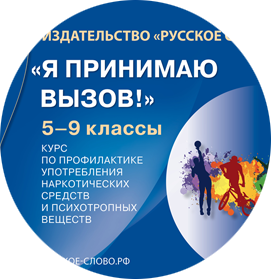 ИЗДАТЕЛЬСТВО «РУССКОЕ С
«Я ПРИНИМАЮ
ВЫЗОВ!»
5–9 классы
КУРС
ПО ПРОФИЛАКТИКЕ
УПОТРЕБЛЕНИЯ
НАРКОТИЧЕСКИХ
СРЕДСТВ
И ПСИХОТРОПНЫХ
ВЕЩЕСТВ
КОЕ-СЛОВО.РФ